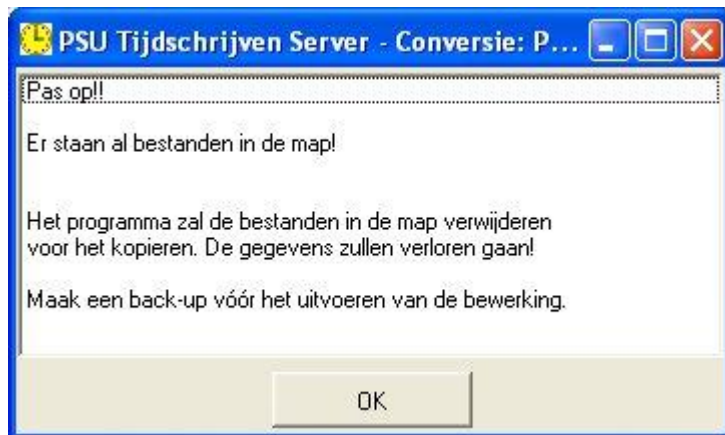 PSU Tijdschrijven Server - Conversie: P...
Pas op!!
Er staan al bestanden in de map!
Het programma zal de bestanden in de map verwijderen
voor het kopieren. De gegevens zullen verloren gaan!
Maak een back-up vóór het uitvoeren van de bewerking.
OK